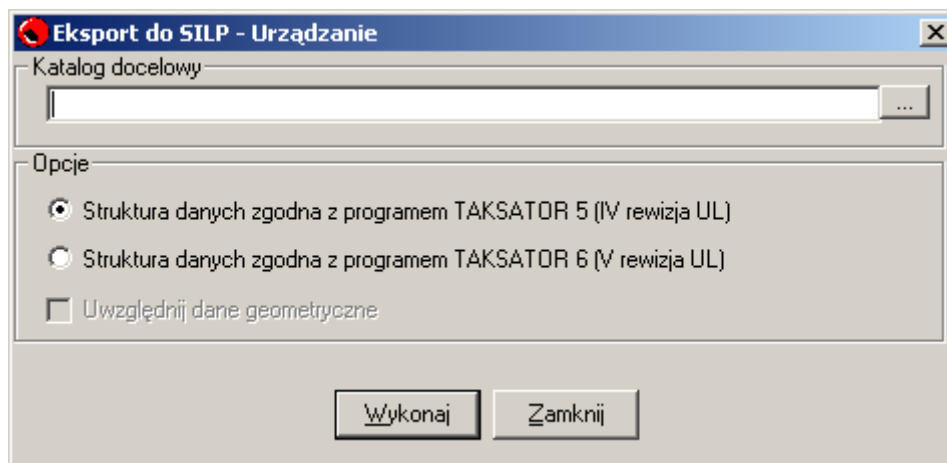 Eksport do SILP - Urządzanie
Katalog docelowy
...
Opcje
Struktura danych zgodna z programem TAKSATOR 5 (IV rewizja UL)
Struktura danych zgodna z programem TAKSATOR 6 (V rewizja UL)
Uwzględnij dane geometryczne
Wykonaj Zamknij